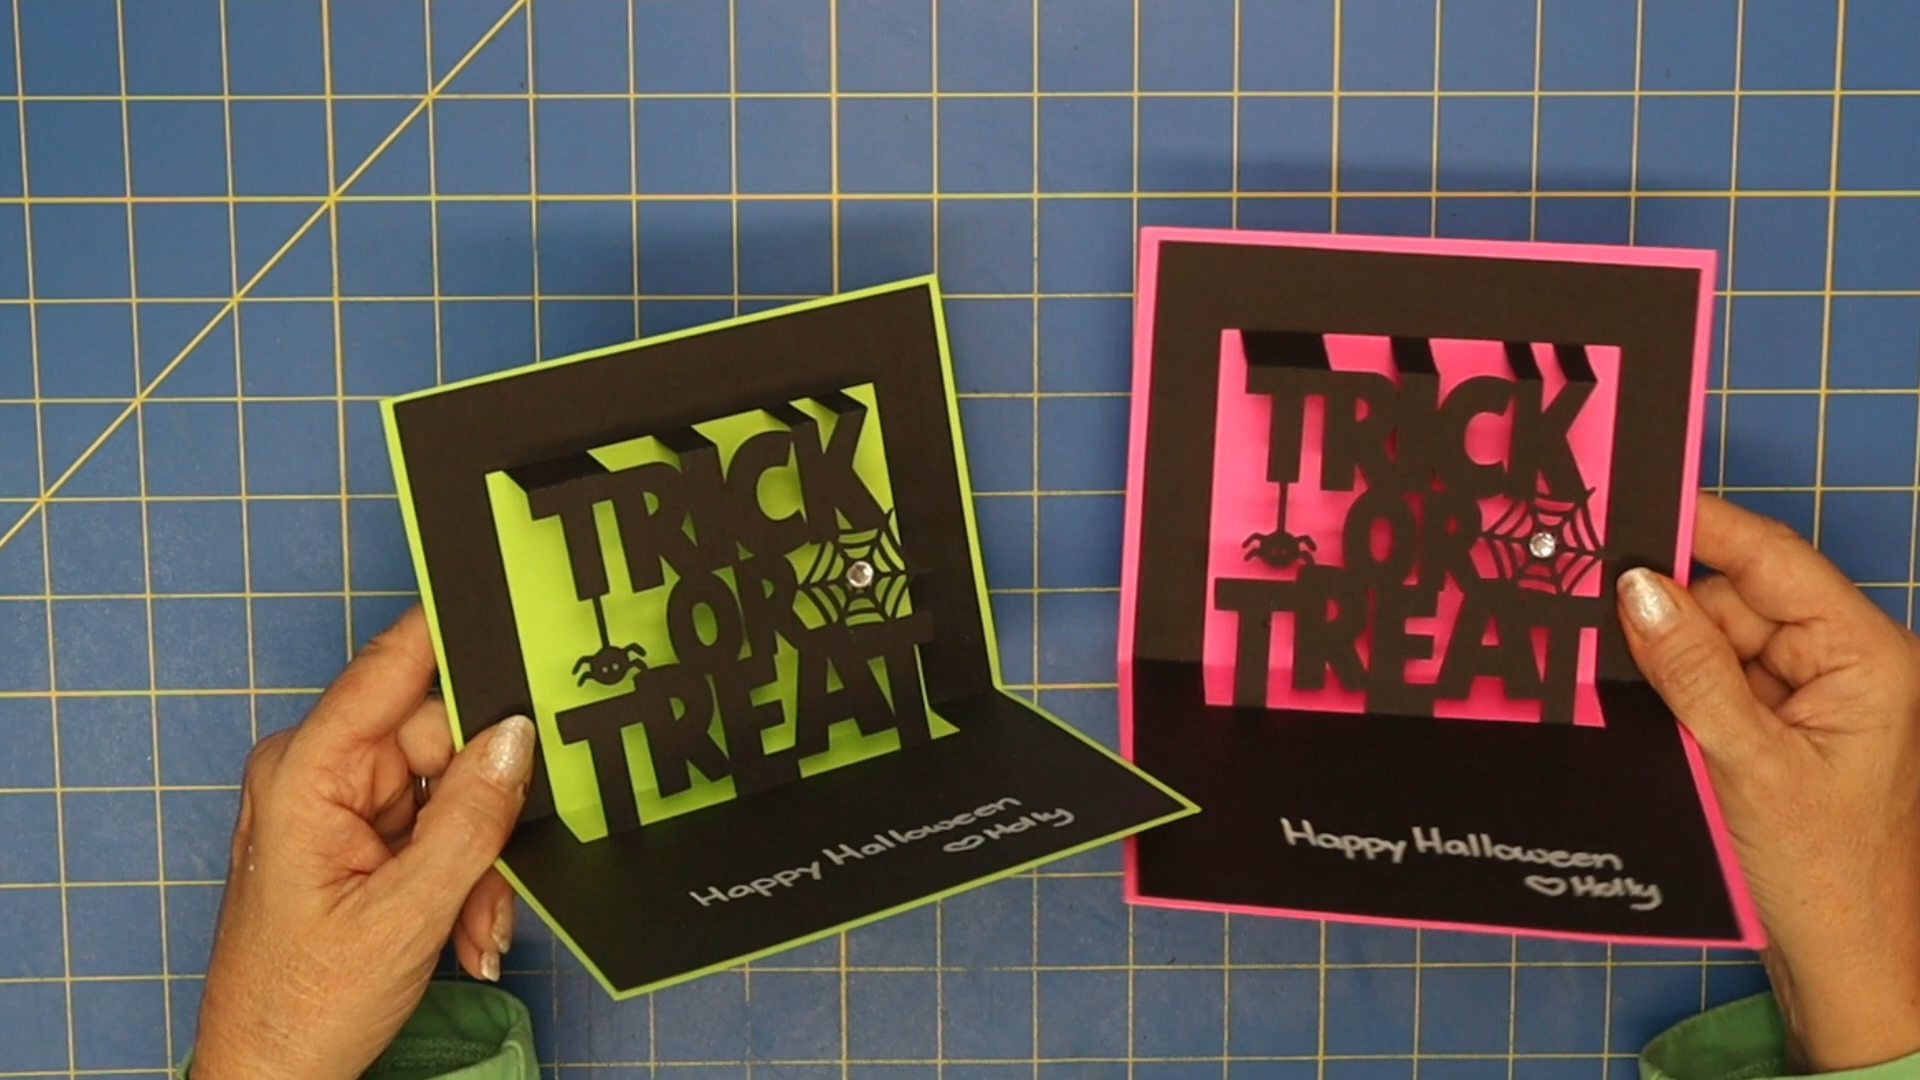 TRICK
OR
TREAT
Happy Halloween
♡ Holly
TRICK
OR
TREAT
Happy Halloween
♡ Holly